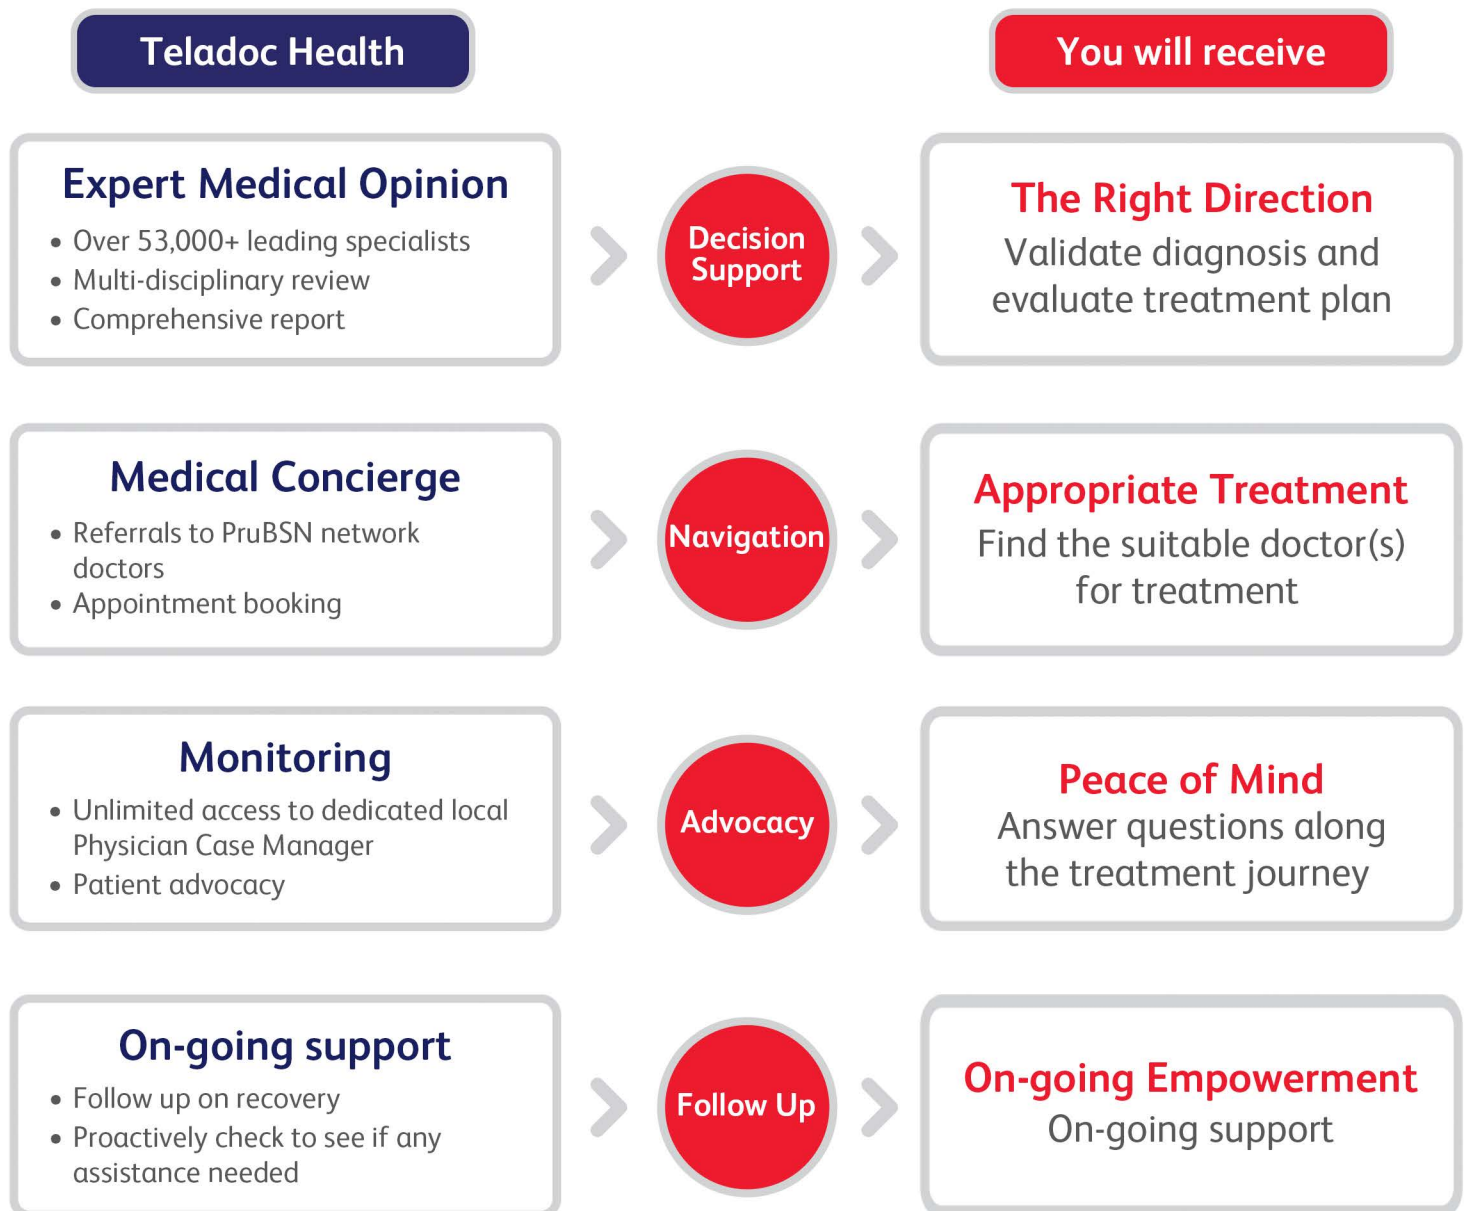 Teladoc Health
You will receive
Expert Medical Opinion
• Over 53,000+ leading specialists
• Multi-disciplinary review
• Comprehensive report
Decision
Support
The Right Direction
Validate diagnosis and
evaluate treatment plan
Medical Concierge
• Referrals to PruBSN network
doctors
• Appointment booking
Navigation
Appropriate Treatment
Find the suitable doctor(s)
for treatment
Monitoring
• Unlimited access to dedicated local
Physician Case Manager
• Patient advocacy
Advocacy
Peace of Mind
Answer questions along
the treatment journey
On-going support
• Follow up on recovery
• Proactively check to see if any
assistance needed
Follow Up
On-going Empowerment
On-going support